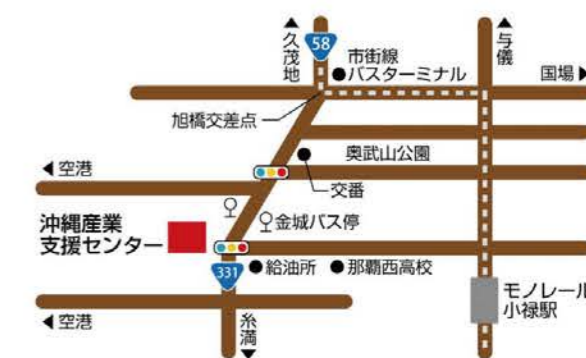 ▲久茂地
58
市街線
●バスターミナル
▲与儀
国場▶
旭橋交差点
奥武山公園
◀空港
交番
金城バス停
沖縄産業
支援センター
331
●給油所
●那覇西高校
モノレール
小禄駅
◀空港
糸満▼